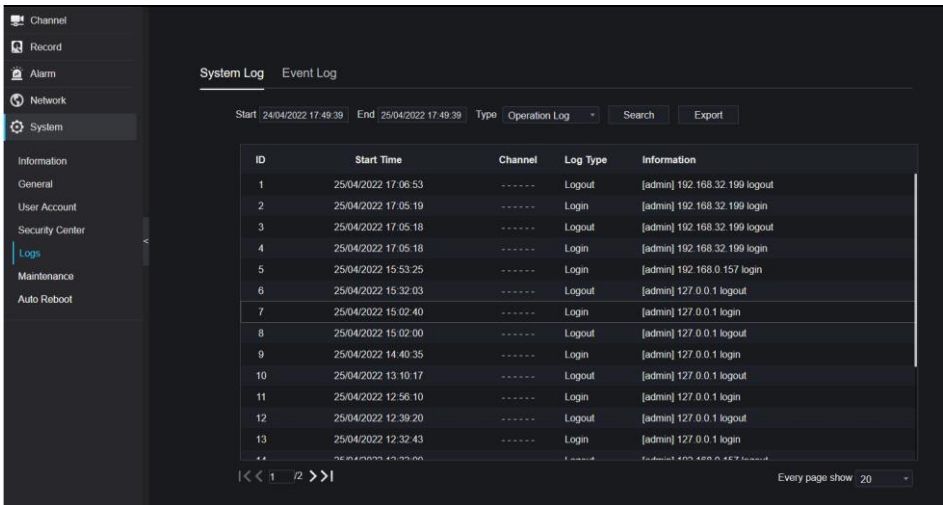 Channel
Record
Alarm
Network
System
Information
General
User Account
Security Center
Logs
Maintenance
Auto Reboot
<
System Log Event Log
Start 24/04/2022 17:49:39 End 25/04/2022 17:49:39 Type Operation Log Search Export
ID Start Time Channel Log Type Information
1 25/04/2022 17:06:53 ------ Logout [admin] 192.168.32.199 logout
2 25/04/2022 17:05:19 ------ Login [admin] 192.168.32.199 login
3 25/04/2022 17:05:18 ------ Logout [admin] 192.168.32.199 logout
4 25/04/2022 17:05:18 ------ Login [admin] 192.168.32.199 login
5 25/04/2022 15:53:25 ------ Login [admin] 192.168.0.157 login
6 25/04/2022 15:32:03 ------ Logout [admin] 127.0.0.1 logout
7 25/04/2022 15:02:40 ------ Login [admin] 127.0.0.1 login
8 25/04/2022 15:02:00 ------ Logout [admin] 127.0.0.1 logout
9 25/04/2022 14:40:35 ------ Login [admin] 127.0.0.1 login
10 25/04/2022 13:10:17 ------ Logout [admin] 127.0.0.1 logout
11 25/04/2022 12:56:10 ------ Login [admin] 127.0.0.1 login
12 25/04/2022 12:39:20 ------ Logout [admin] 127.0.0.1 logout
13 25/04/2022 12:32:43 ------ Login [admin] 127.0.0.1 login
|< < 1 /2 > >| Every page show 20